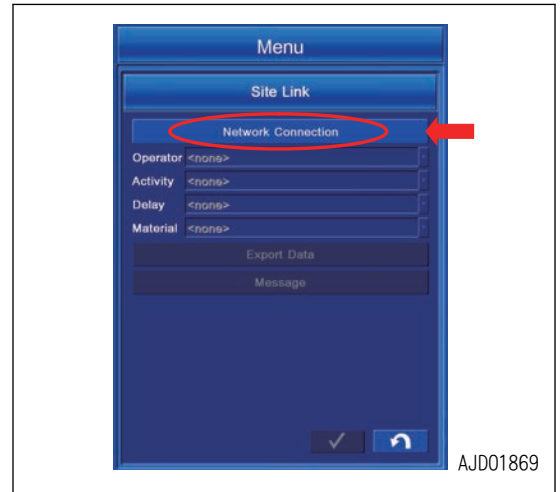 Menu
Site Link
Network Connection
Operator <none>
Activity <none>
Delay <none>
Material <none>
Export Data
Message
AJD01869